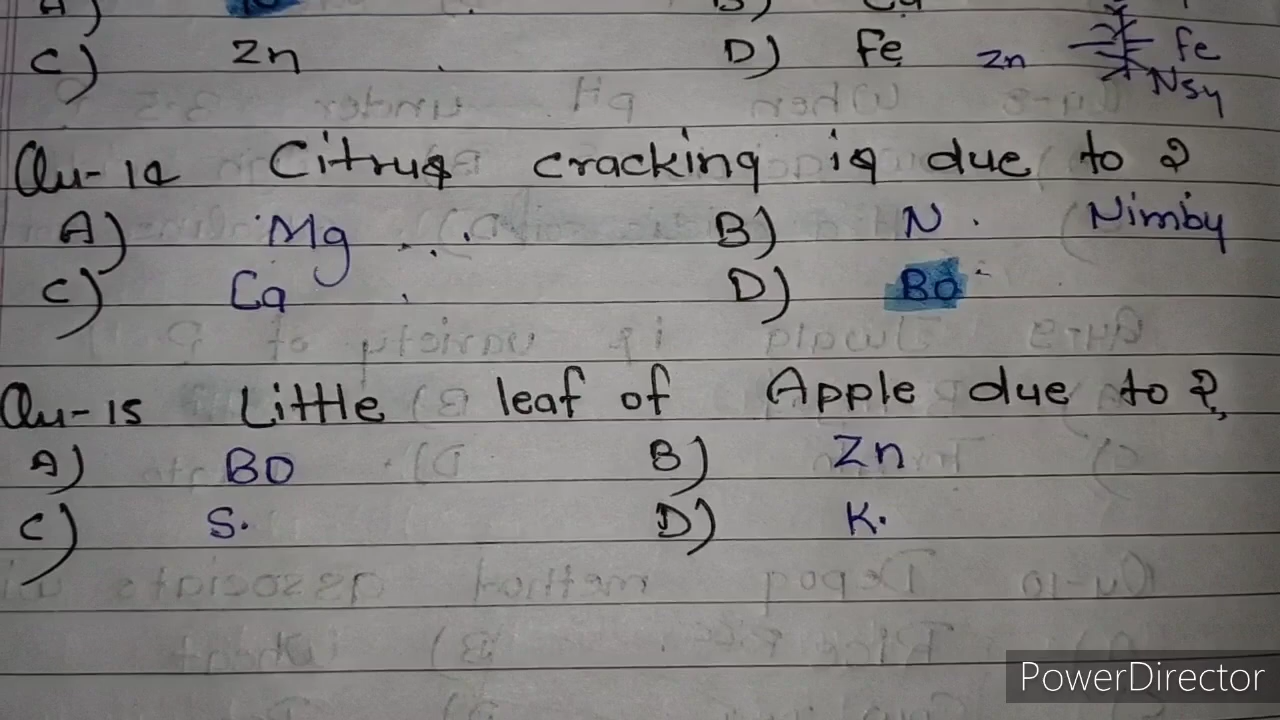 C) Zn D) Fe Zn Fe
Nsy
Qu-14 Citrus cracking is due to ?
A) Mg B) N. Nimby
C) Ca D) BO
Qu-15 Little leaf of Apple due to ?
A) BO B) Zn
C) S. D) K.
PowerDirector